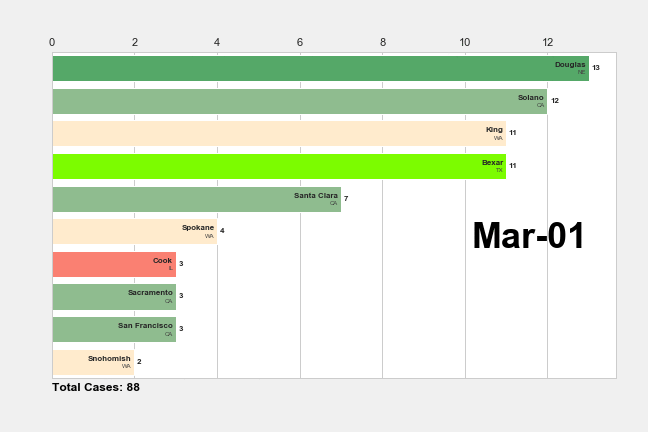 0 2 4 6 8 10 12
Douglas 13
NE
Solano 12
CA
King 11
WA
Bexar 11
TX
Santa Clara 7
CA
Spokane 4
WA
Mar-01
Cook 3
IL
Sacramento 3
CA
San Francisco 3
CA
Snohomish 2
WA
Total Cases: 88